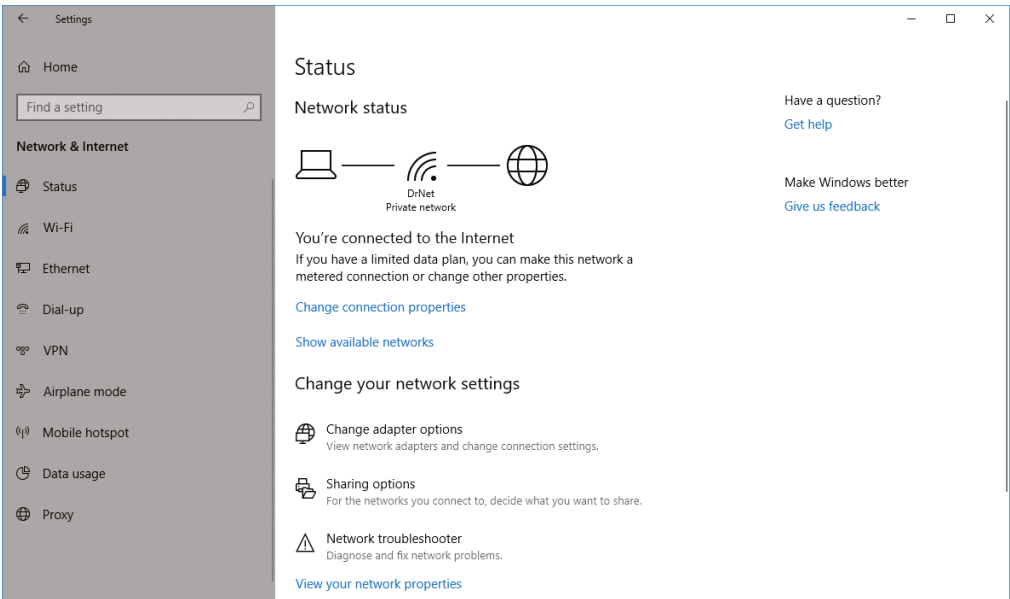 Settings
Home
Find a setting
Network & Internet
Status
Wi-Fi
Ethernet
Dial-up
VPN
Airplane mode
Mobile hotspot
Data usage
Proxy
Status
Network status
DrNet
Private network
You’re connected to the Internet
If you have a limited data plan, you can make this network a
metered connection or change other properties.
Change connection properties
Show available networks
Change your network settings
Change adapter options
View network adapters and change connection settings.
Sharing options
For the networks you connect to, decide what you want to share.
Network troubleshooter
Diagnose and fix network problems.
View your network properties
Have a question?
Get help
Make Windows better
Give us feedback